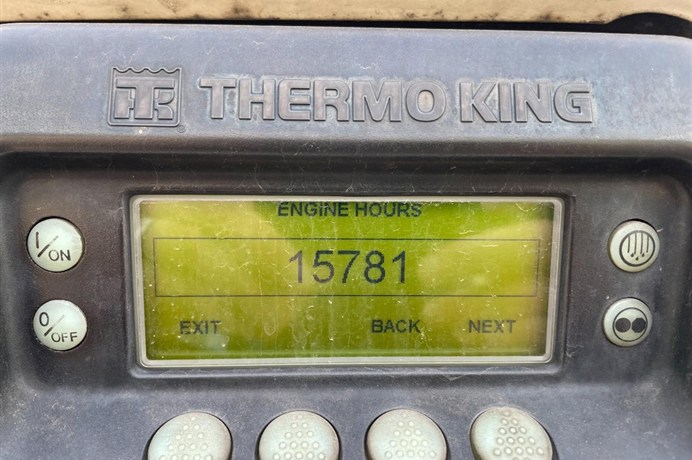 TK THERMO KING
ENGINE HOURS
I/ON
15781
O/OFF
EXIT BACK NEXT